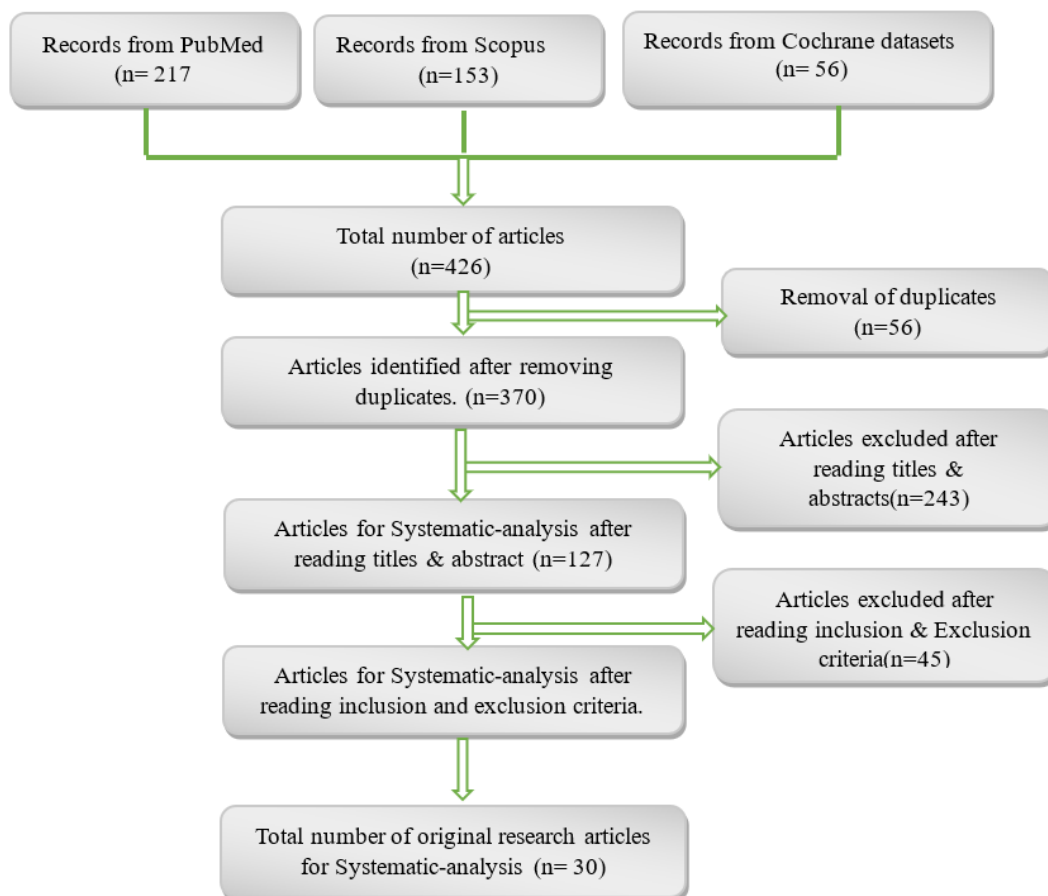 Records from PubMed
(n= 217
Records from Scopus
(n=153)
Records from Cochrane datasets
(n= 56)
Total number of articles
(n=426)
Removal of duplicates
(n=56)
Articles identified after removing
duplicates. (n=370)
Articles excluded after
reading titles &
abstracts(n=243)
Articles for Systematic-analysis after
reading titles & abstract (n=127)
Articles excluded after
reading inclusion & Exclusion
criteria(n=45)
Articles for Systematic-analysis after
reading inclusion and exclusion criteria.
Total number of original research articles
for Systematic-analysis (n= 30)